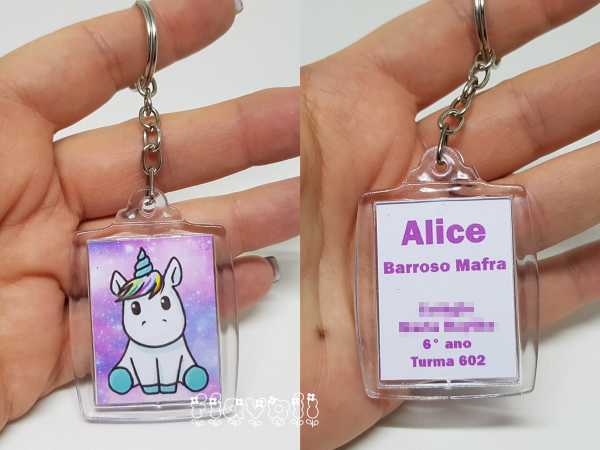 Alice
Barroso Mafra
6° ano
Turma 602